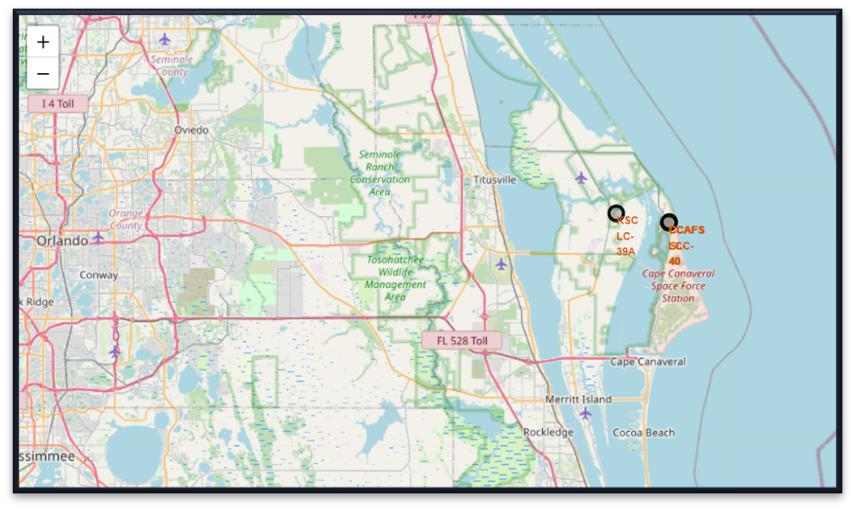 I 95
+
−
Seminole
County
I 4 Toll
Oviedo
Seminole
Ranch
Conservation
Area
Titusville
Orange
County
Orlando
KSC
LC-
39A
CCAFS
SLC-
40
Conway
Tosohatchee
Wildlife
Management
Area
Cape Canaveral
Space Force
Station
k Ridge
FL 528 Toll
Cape Canaveral
Merritt Island
Rockledge
Cocoa Beach
ssimmee